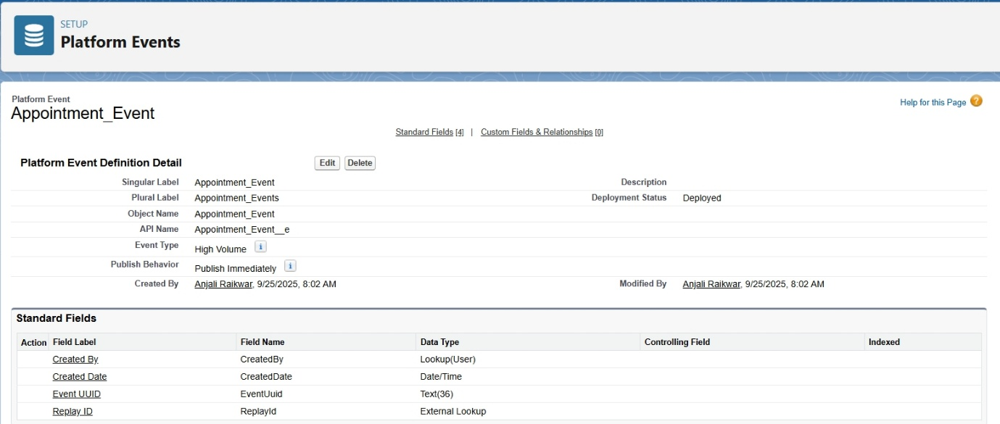 SETUP
Platform Events
Platform Event
Appointment_Event
Help for this Page ?
Standard Fields [4] | Custom Fields & Relationships [0]
Platform Event Definition Detail Edit Delete
Singular Label Appointment_Event Description
Plural Label Appointment_Events Deployment Status Deployed
Object Name Appointment_Event
API Name Appointment_Event__e
Event Type High Volume i
Publish Behavior Publish Immediately i
Created By Anjali Raikwar, 9/25/2025, 8:02 AM Modified By Anjali Raikwar, 9/25/2025, 8:02 AM
Standard Fields
Action Field Label Field Name Data Type Controlling Field Indexed
Created By CreatedBy Lookup(User)
Created Date CreatedDate Date/Time
Event UUID EventUuid Text(36)
Replay ID ReplayId External Lookup